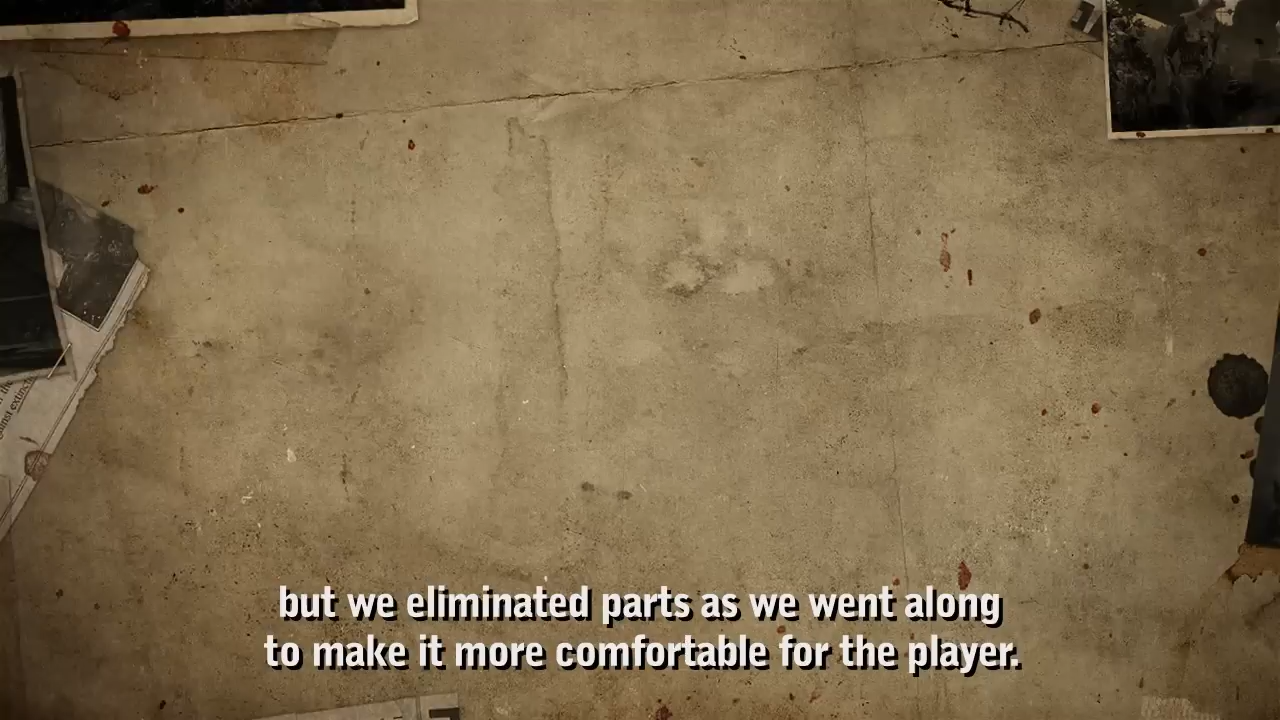 but we eliminated parts as we went along
to make it more comfortable for the player.